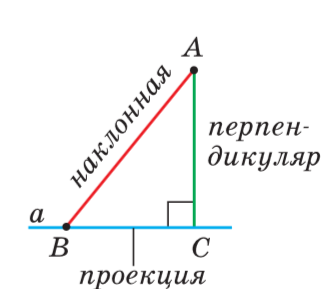 A
наклонная
перпен-
дикуляр
a
B
C
проекция